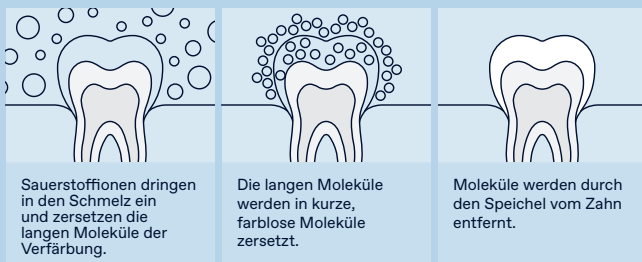 Sauerstoffionen dringen
in den Schmelz ein
und zersetzen die
langen Moleküle der
Verfärbung.
Die langen Moleküle
werden in kurze,
farblose Moleküle
zersetzt.
Moleküle werden durch
den Speichel vom Zahn
entfernt.